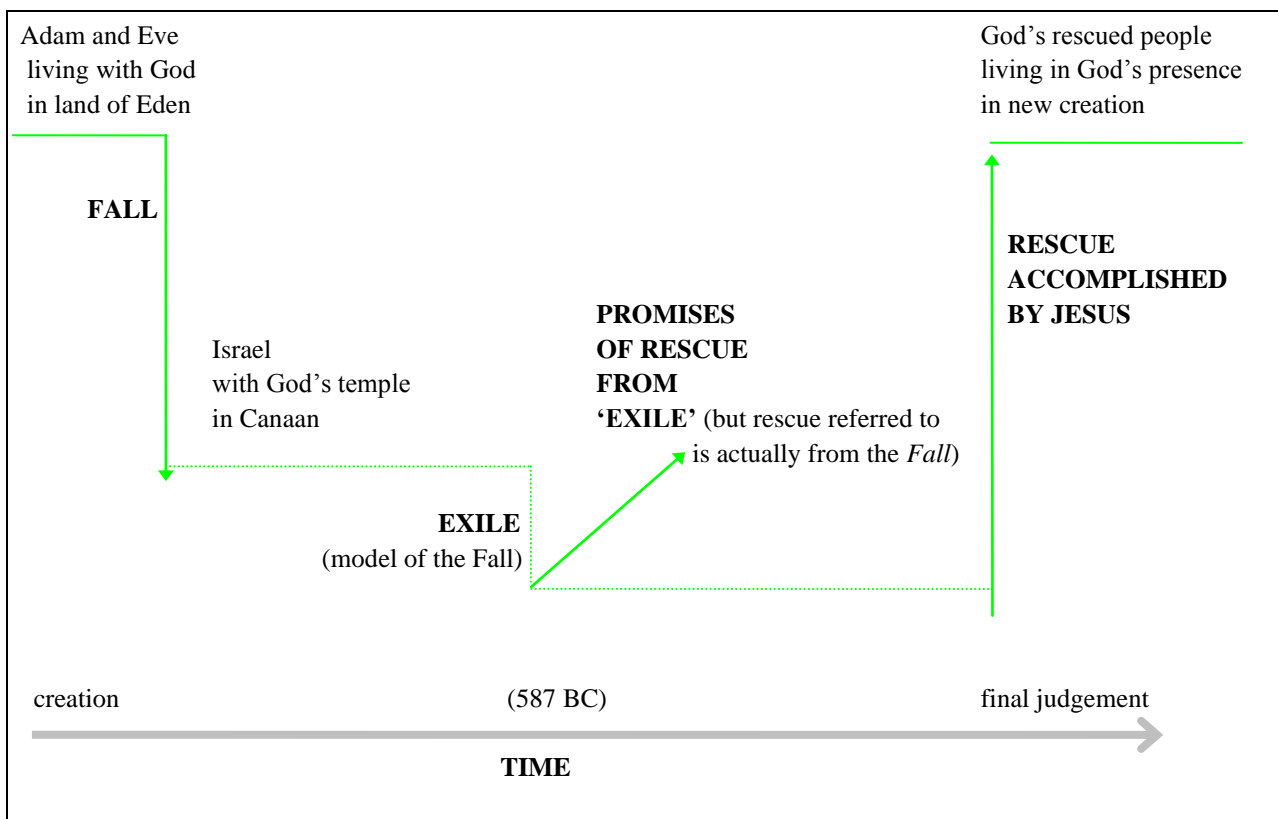 Adam and Eve
living with God
in land of Eden
God’s rescued people
living in God’s presence
in new creation
FALL
RESCUE
ACCOMPLISHED
BY JESUS
Israel
with God’s temple
in Canaan
PROMISES
OF RESCUE
FROM
‘EXILE’ (but rescue referred to
is actually from the Fall)
EXILE
(model of the Fall)
creation
(587 BC)
final judgement
TIME